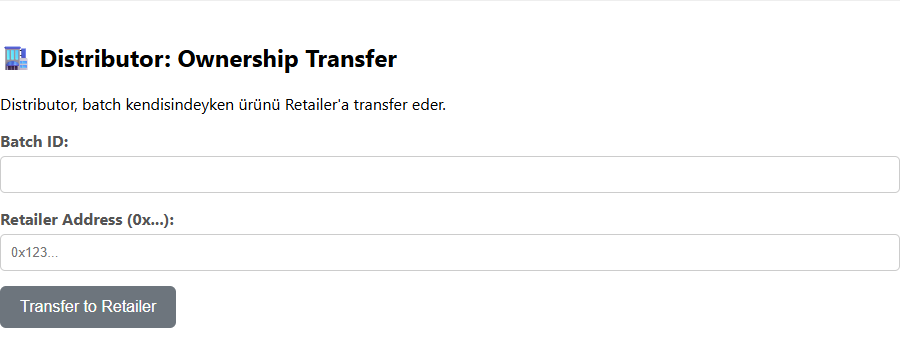 Distributor: Ownership Transfer
Distributor, batch kendisindeyken ürünü Retailer'a transfer eder.
Batch ID:
Retailer Address (0x...):
0x123...
Transfer to Retailer